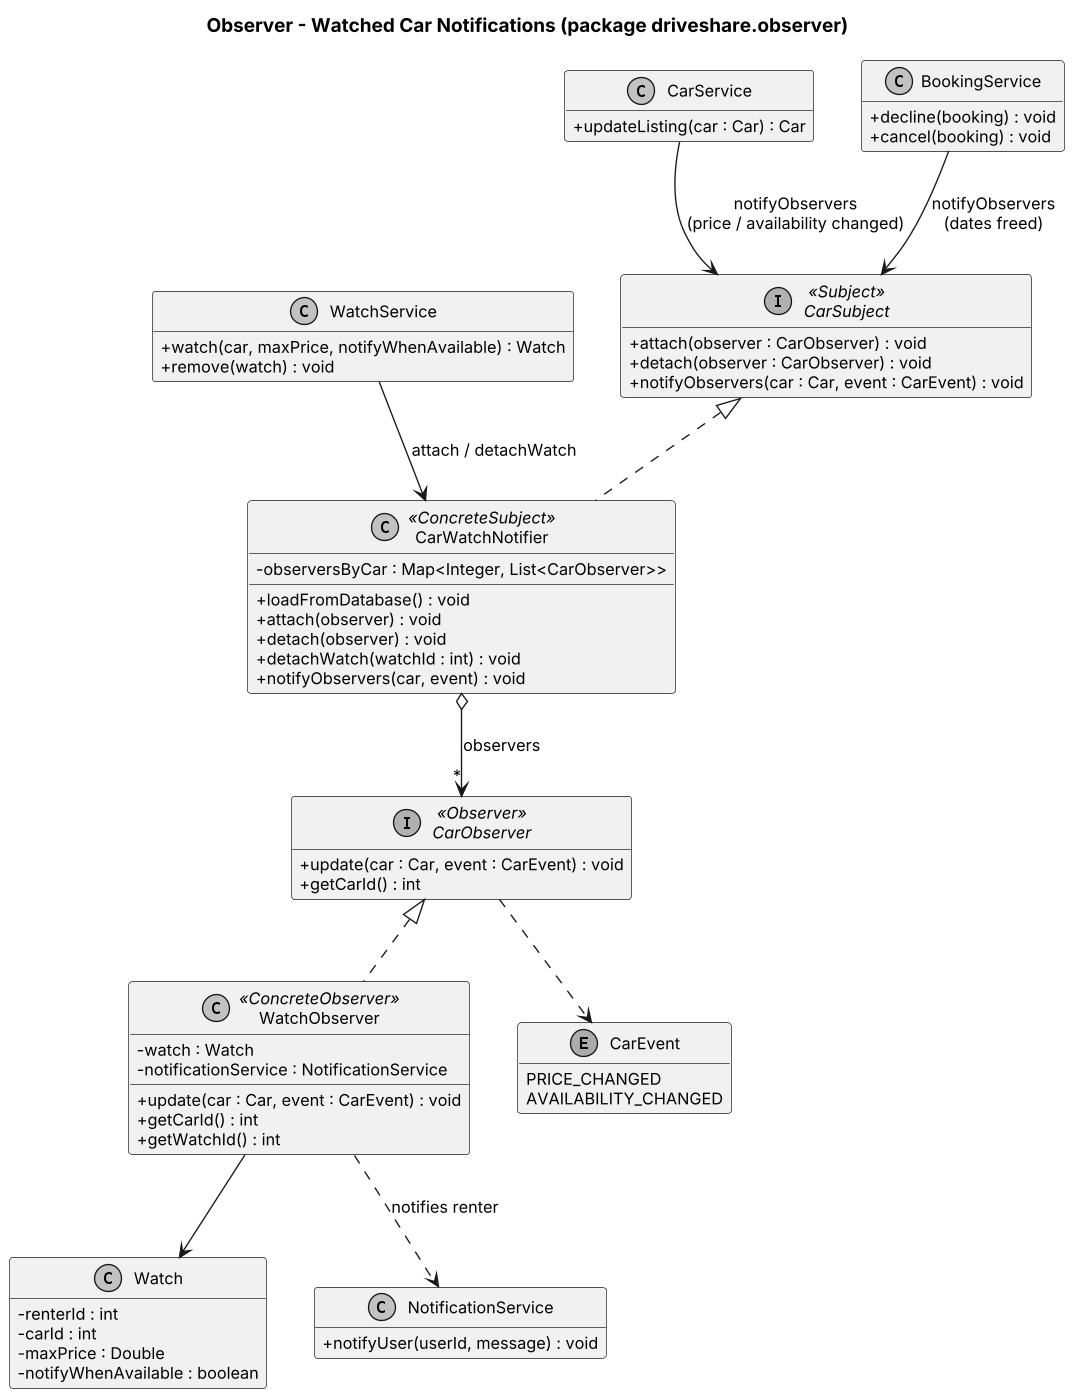 Observer - Watched Car Notifications (package driveshare.observer)
C CarService
+updateListing(car : Car) : Car
C BookingService
+decline(booking) : void
+cancel(booking) : void
notifyObservers
(price / availability changed)
notifyObservers
(dates freed)
C WatchService
+watch(car, maxPrice, notifyWhenAvailable) : Watch
+remove(watch) : void
I «Subject»
CarSubject
+attach(observer : CarObserver) : void
+detach(observer : CarObserver) : void
+notifyObservers(car : Car, event : CarEvent) : void
attach / detachWatch
C «ConcreteSubject»
CarWatchNotifier
-observersByCar : Map<Integer, List<CarObserver>>
+loadFromDatabase() : void
+attach(observer) : void
+detach(observer) : void
+detachWatch(watchId : int) : void
+notifyObservers(car, event) : void
observers
*
I «Observer»
CarObserver
+update(car : Car, event : CarEvent) : void
+getCarId() : int
C «ConcreteObserver»
WatchObserver
-watch : Watch
-notificationService : NotificationService
+update(car : Car, event : CarEvent) : void
+getCarId() : int
+getWatchId() : int
E CarEvent
PRICE_CHANGED
AVAILABILITY_CHANGED
notifies renter
C Watch
-renterId : int
-carId : int
-maxPrice : Double
-notifyWhenAvailable : boolean
C NotificationService
+notifyUser(userId, message) : void